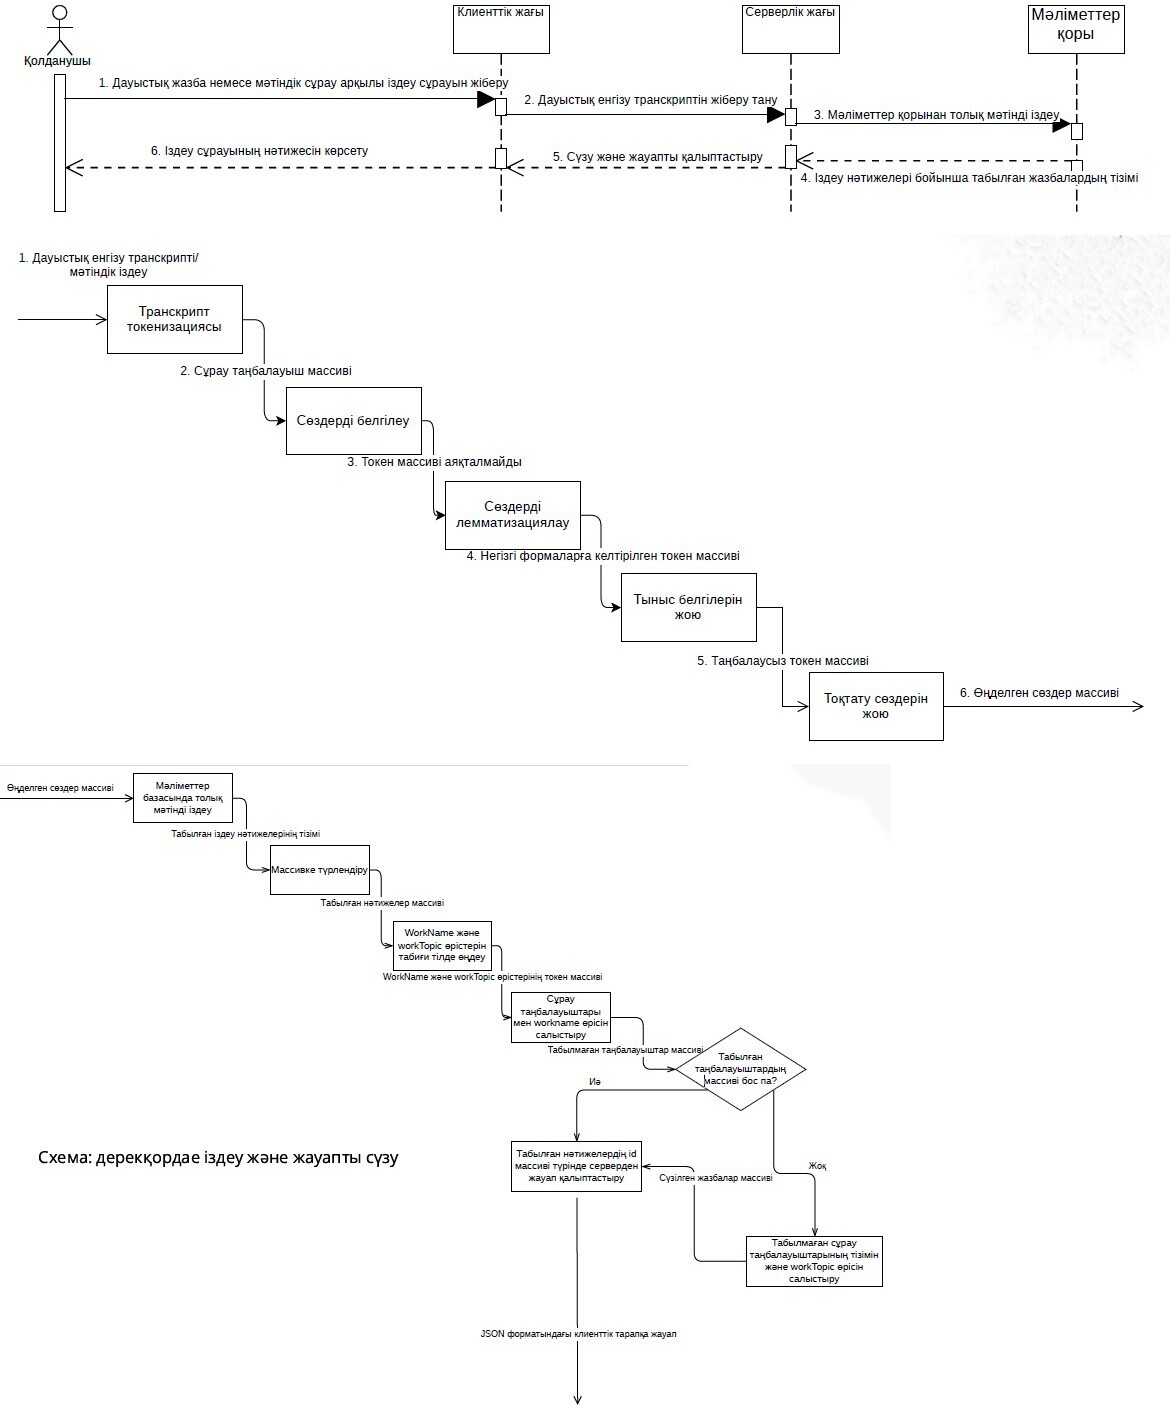 Қолданушы
Клиенттік жағы
Серверлік жағы
Мәліметтер
қоры
1. Дауыстық жазба немесе мәтіндік сұрау арқылы іздеу сұрауын жіберу
2. Дауыстық енгізу транскриптін жіберу тану
3. Мәліметтер қорынан толық мәтінді іздеу
6. Іздеу сұрауының нәтижесін көрсету
5. Сүзу және жауапты қалыптастыру
4. Іздеу нәтижелері бойынша табылған жазбалардың тізімі
1. Дауыстық енгізу транскрипті/
мәтіндік іздеу
Транскрипт
токенизациясы
2. Сұрау таңбалауыш массиві
Сөздерді белгілеу
3. Токен массиві аяқталмайды
Сөздерді
лемматизациялау
4. Негізгі формаларға келтірілген токен массиві
Тыныс белгілерін
жою
5. Таңбалаусыз токен массиві
Тоқтату сөздерін
жою
6. Өңделген сөздер массиві
Өңделген сөздер массиві
Мәліметтер
базасында толық
мәтінді іздеу
Табылған іздеу нәтижелерінің тізімі
Массивке түрлендіру
Табылған нәтижелер массиві
WorkName және
workTopic өрістерін
табиғи тілде өңдеу
WorkName және workTopic өрістерінің токен массиві
Сұрау
таңбалауыштары
мен workname өрісін
салыстыру
Табылмаған таңбалауыштар массиві
Табылған
таңбалауыштардың
массиві бос па?
Иә
Жоқ
Схема: дерекқордае іздеу және жауапты сүзу
Табылған нәтижелердің id
массиві түрінде серверден
жауап қалыптастыру
Сүзілген жазбалар массиві
Табылмаған сұрау
таңбалауыштарының тізімін
және workTopic өрісін
салыстыру
JSON форматындағы клиенттік тарапқа жауап